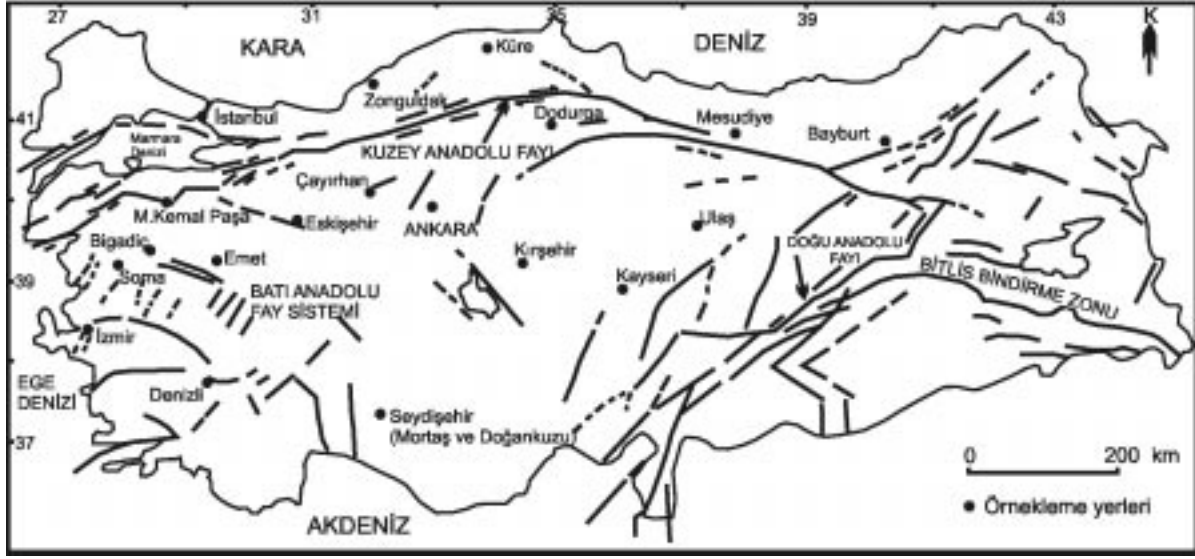 27 31 35 39 43
K
KARA DENİZ
Küre
Zonguldak
İstanbul
41
Dodurga
Mesudiye
Bayburt
Marmara
Denizi
KUZEY ANADOLU FAYI
Çayırhan
M.Kemal Paşa
Eskişehir
ANKARA
Ulaş
Bigadiç
Emet
Kırşehir
DOĞU ANADOLU
FAYI
Soma
39
Kayseri
BİTLİS BİNDİRME ZONU
BATI ANADOLU
FAY SİSTEMİ
İzmir
EGE
DENİZİ
Denizli
Seydişehir
(Mortaş ve Doğankuzu)
37
0 200 km
Örnekleme yerleri
AKDENİZ